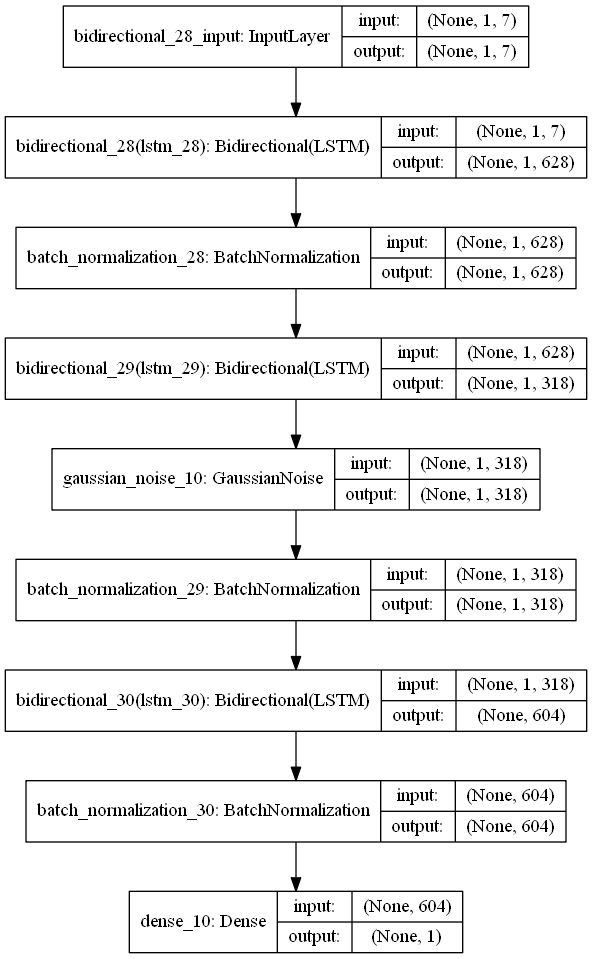 bidirectional_28_input: InputLayer
input: (None, 1, 7)
output: (None, 1, 7)
bidirectional_28(lstm_28): Bidirectional(LSTM)
input: (None, 1, 7)
output: (None, 1, 628)
batch_normalization_28: BatchNormalization
input: (None, 1, 628)
output: (None, 1, 628)
bidirectional_29(lstm_29): Bidirectional(LSTM)
input: (None, 1, 628)
output: (None, 1, 318)
gaussian_noise_10: GaussianNoise
input: (None, 1, 318)
output: (None, 1, 318)
batch_normalization_29: BatchNormalization
input: (None, 1, 318)
output: (None, 1, 318)
bidirectional_30(lstm_30): Bidirectional(LSTM)
input: (None, 1, 318)
output: (None, 604)
batch_normalization_30: BatchNormalization
input: (None, 604)
output: (None, 604)
dense_10: Dense
input: (None, 604)
output: (None, 1)